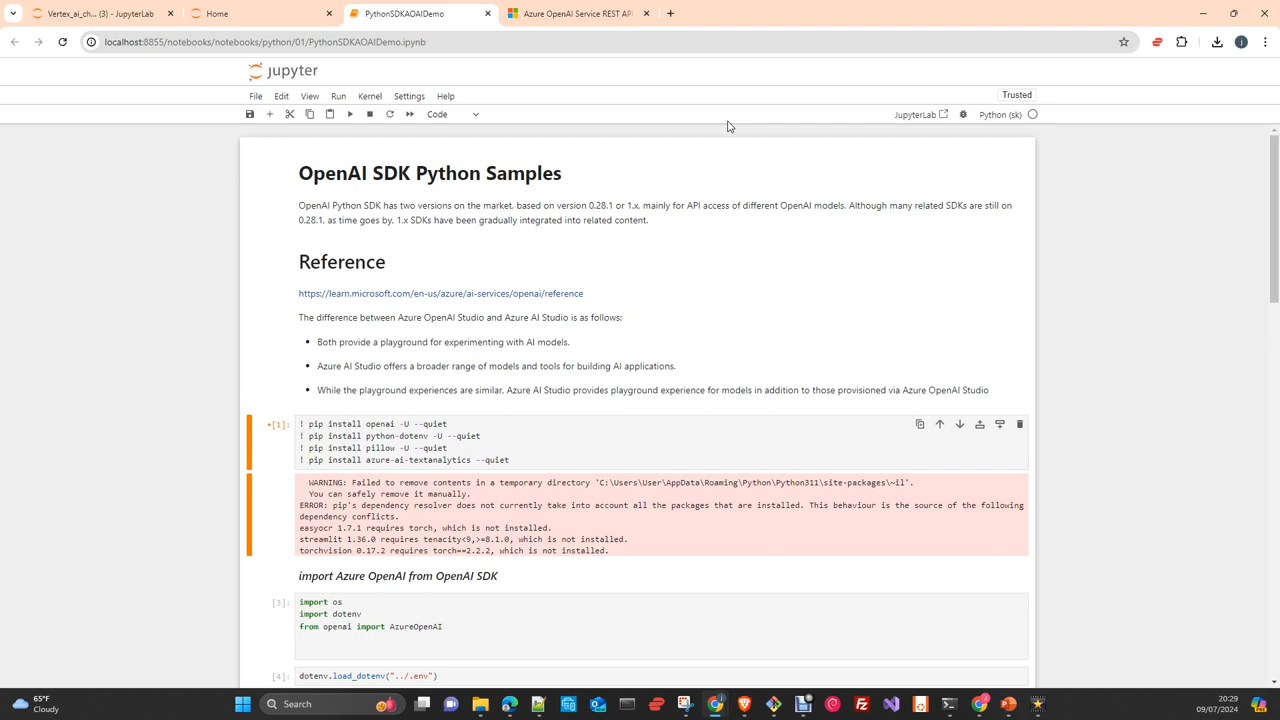 Vertex_ai_ch... (3) - JupyterLab
Home
PythonSDKAOAIDemo
Azure OpenAI Service REST API
localhost:8855/notebooks/notebooks/python/01/PythonSDKAOAIDemo.ipynb
jupyter
File Edit View Run Kernel Settings Help
Trusted
Code
JupyterLab
Python (sk)
OpenAI SDK Python Samples
OpenAI Python SDK has two versions on the market, based on version 0.28.1 or 1.x, mainly for API access of different OpenAI models. Although many related SDKs are still on
0.28.1, as time goes by, 1.x SDKs have been gradually integrated into related content.
Reference
https://learn.microsoft.com/en-us/azure/ai-services/openai/reference
The difference between Azure OpenAI Studio and Azure AI Studio is as follows:
• Both provide a playground for experimenting with AI models.
• Azure AI Studio offers a broader range of models and tools for building AI applications.
• While the playground experiences are similar, Azure AI Studio provides playground experience for models in addition to those provisioned via Azure OpenAI Studio
•[1]:
! pip install openai -U --quiet
! pip install python-dotenv -U --quiet
! pip install pillow -U --quiet
! pip install azure-ai-textanalytics --quiet
WARNING: Failed to remove contents in a temporary directory 'C:\Users\User\AppData\Roaming\Python\Python311\site-packages\~il'.
You can safely remove it manually.
ERROR: pip's dependency resolver does not currently take into account all the packages that are installed. This behaviour is the source of the following
dependency conflicts.
easyocr 1.7.1 requires torch, which is not installed.
streamlit 1.36.0 requires tenacity<9,>=8.1.0, which is not installed.
torchvision 0.17.2 requires torch==2.2.2, which is not installed.
import Azure OpenAI from OpenAI SDK
[3]:
import os
import dotenv
from openai import AzureOpenAI
[4]:
dotenv.load_dotenv("../.env")
65°F
Cloudy
Search
20:29
09/07/2024